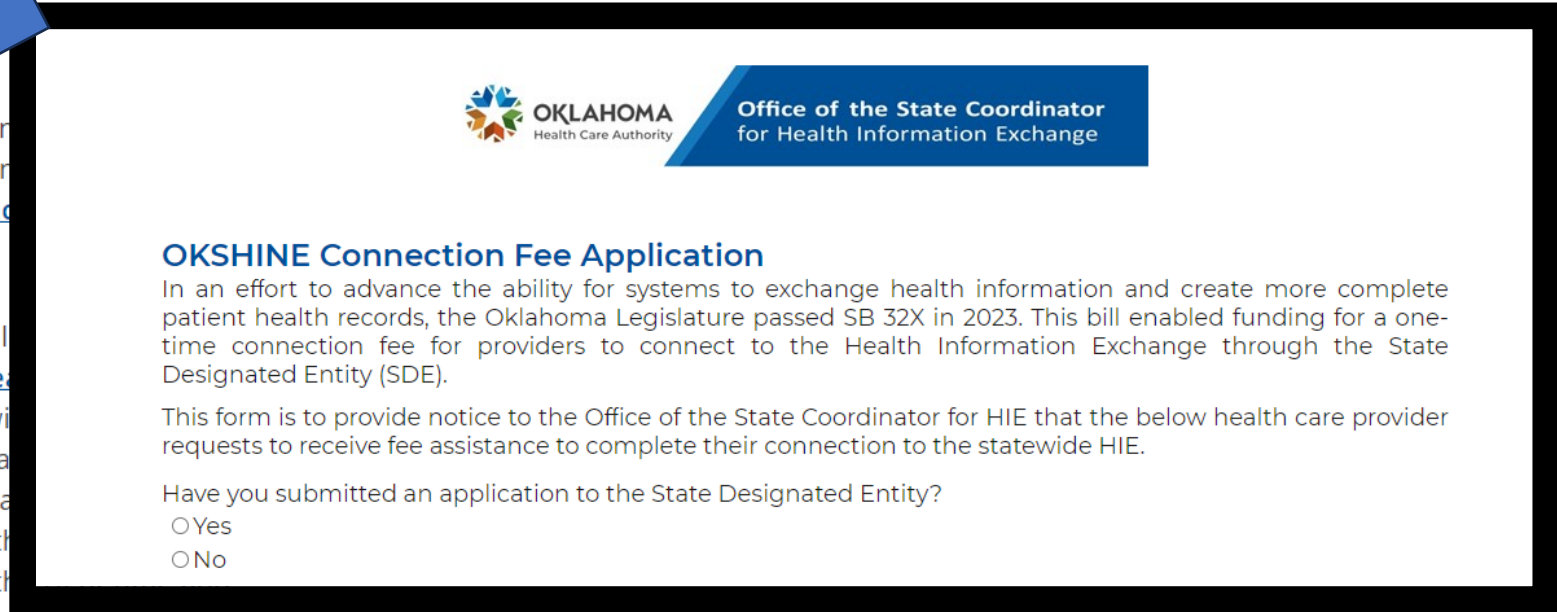 OKLAHOMA
Health Care Authority
Office of the State Coordinator
for Health Information Exchange
OKSHINE Connection Fee Application
In an effort to advance the ability for systems to exchange health information and create more complete
patient health records, the Oklahoma Legislature passed SB 32X in 2023. This bill enabled funding for a one-
time connection fee for providers to connect to the Health Information Exchange through the State
Designated Entity (SDE).
This form is to provide notice to the Office of the State Coordinator for HIE that the below health care provider
requests to receive fee assistance to complete their connection to the statewide HIE.
Have you submitted an application to the State Designated Entity?
Yes
No